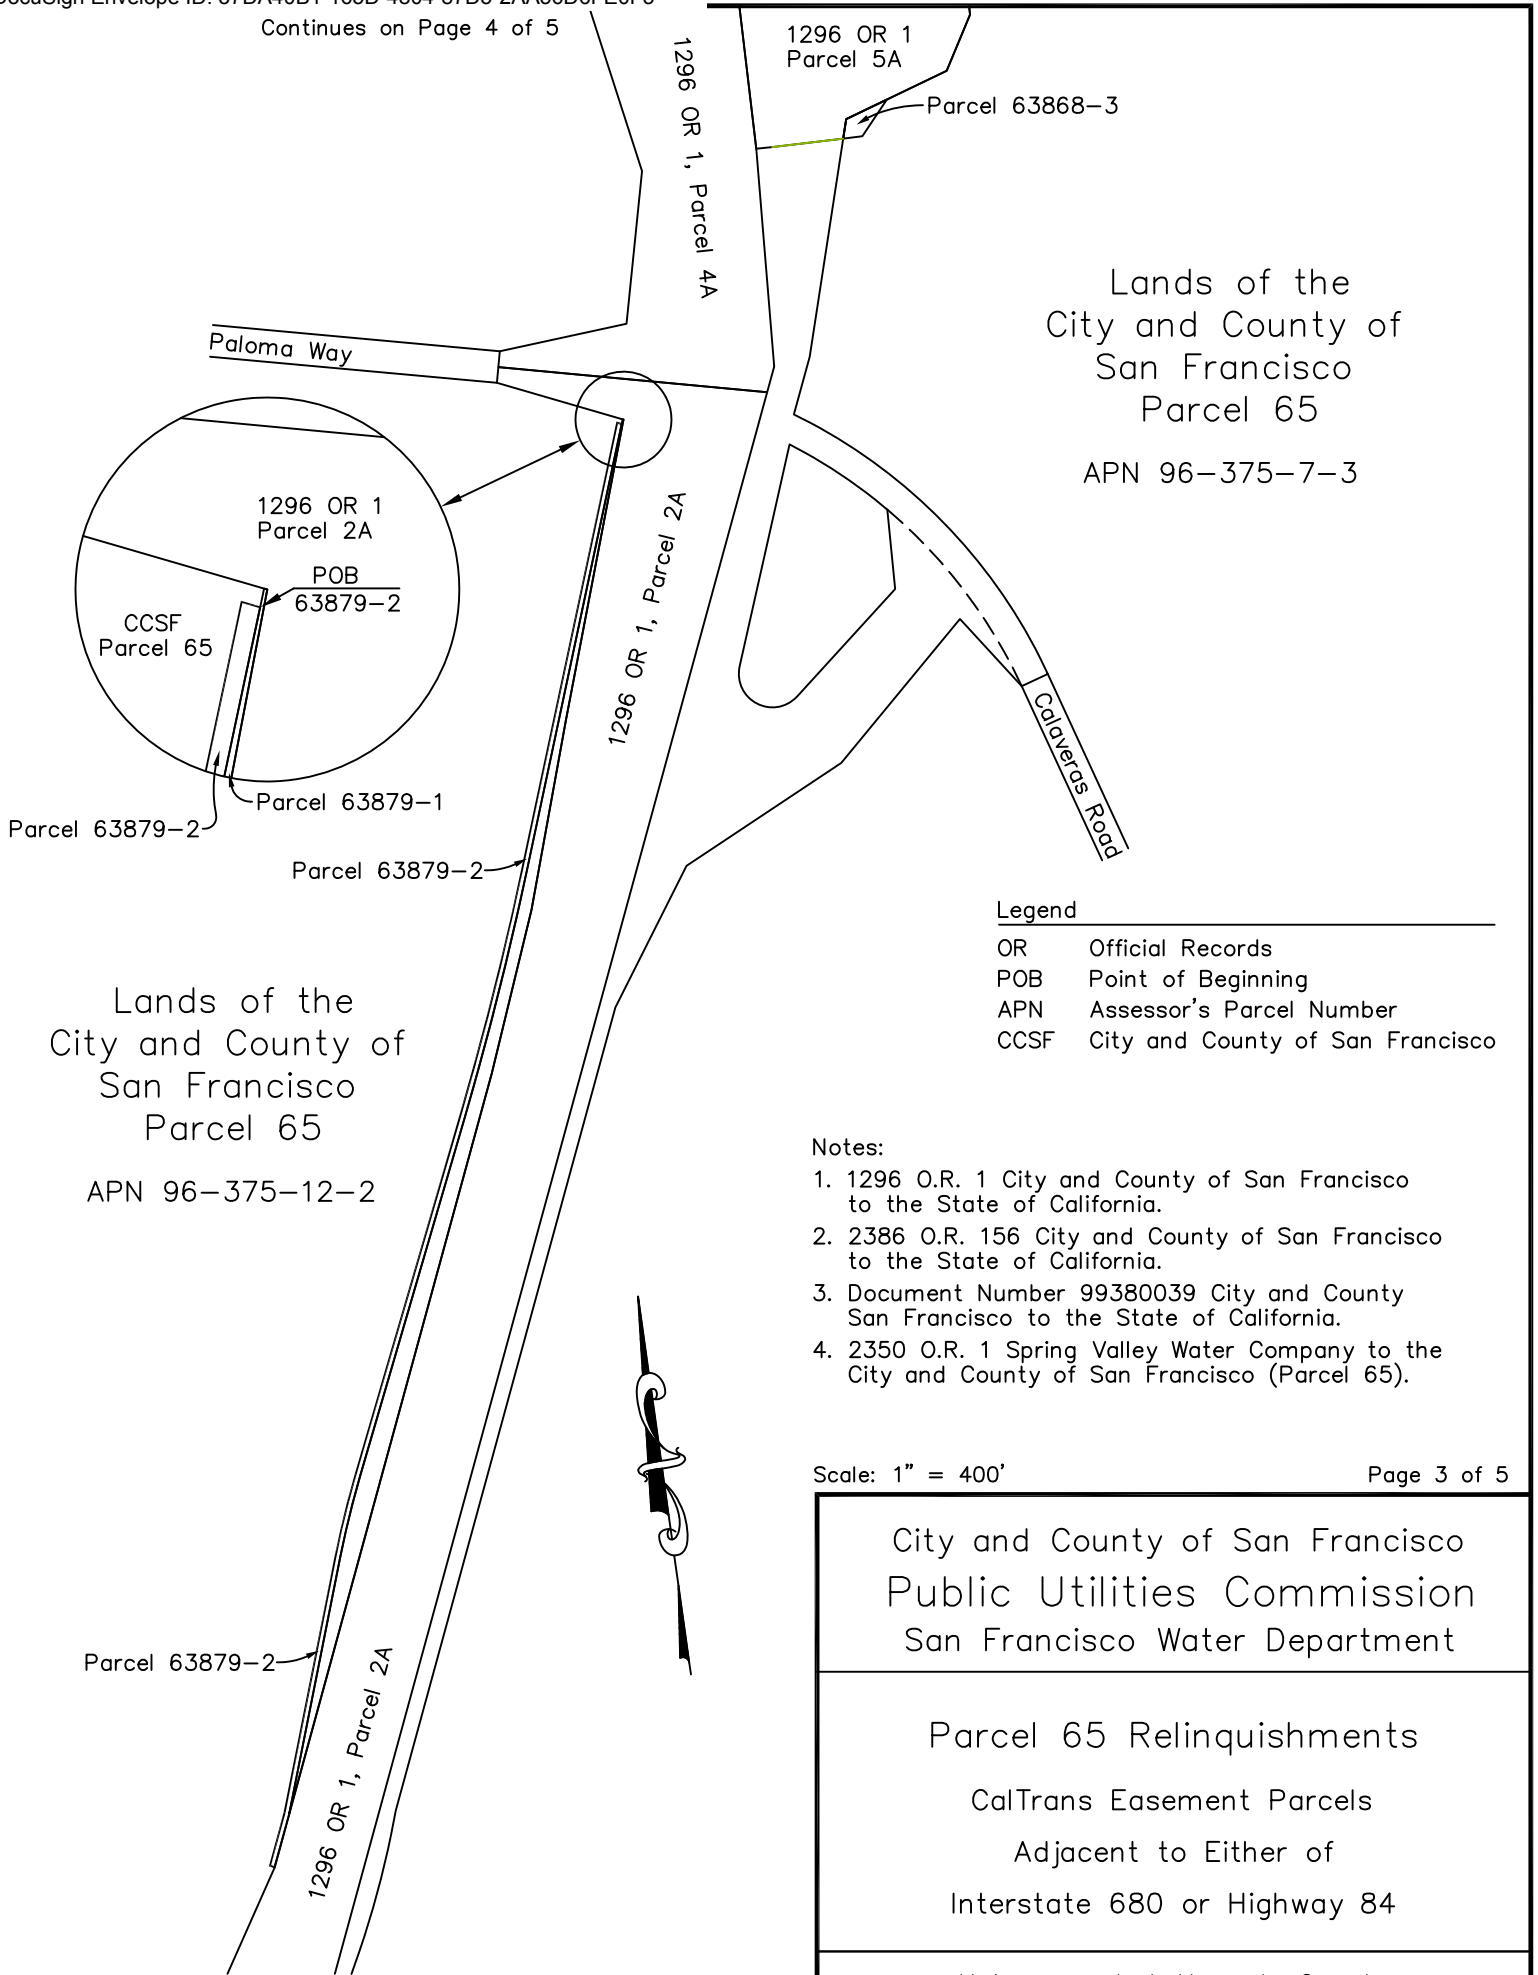 Continues on Page 4 of 5
1296 OR 1
Parcel 5A
Parcel 63868-3
1296 OR 1, Parcel 4A
Lands of the
City and County of
San Francisco
Parcel 65
APN 96-375-7-3
Paloma Way
1296 OR 1
Parcel 2A
POB
63879-2
CCSF
Parcel 65
1296 OR 1, Parcel 2A
Calaveras Road
Parcel 63879-1
Parcel 63879-2
Parcel 63879-2
Legend
OR Official Records
POB Point of Beginning
APN Assessor's Parcel Number
CCSF City and County of San Francisco
Lands of the
City and County of
San Francisco
Parcel 65
APN 96-375-12-2
Notes:
1. 1296 O.R. 1 City and County of San Francisco
to the State of California.
2. 2386 O.R. 156 City and County of San Francisco
to the State of California.
3. Document Number 99380039 City and County
San Francisco to the State of California.
4. 2350 O.R. 1 Spring Valley Water Company to the
City and County of San Francisco (Parcel 65).
Scale: 1" = 400'
Page 3 of 5
City and County of San Francisco
Public Utilities Commission
San Francisco Water Department
Parcel 63879-2
1296 OR 1, Parcel 2A
Parcel 65 Relinquishments
CalTrans Easement Parcels
Adjacent to Either of
Interstate 680 or Highway 84